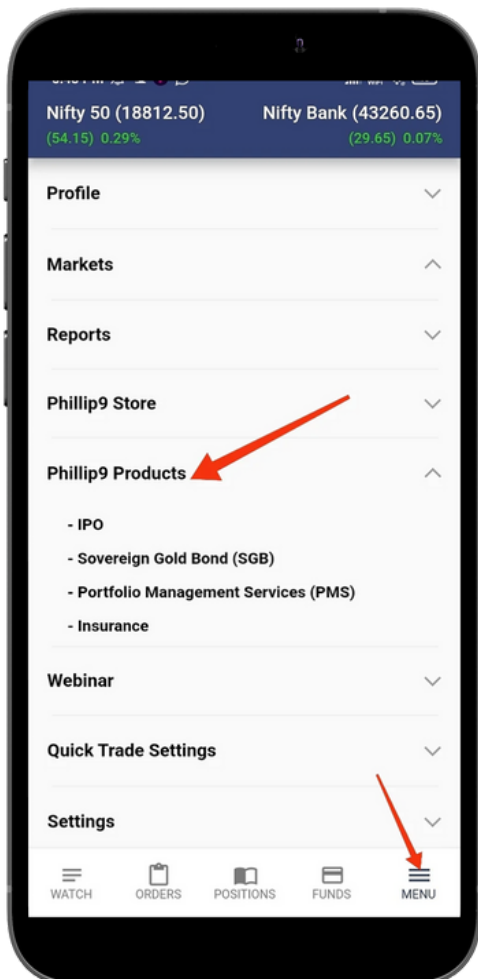 Nifty 50 (18812.50) Nifty Bank (43260.65)
(54.15) 0.29% (29.65) 0.07%
Profile
Markets
Reports
Phillip9 Store
Phillip9 Products
- IPO
- Sovereign Gold Bond (SGB)
- Portfolio Management Services (PMS)
- Insurance
Webinar
Quick Trade Settings
Settings
WATCH ORDERS POSITIONS FUNDS MENU